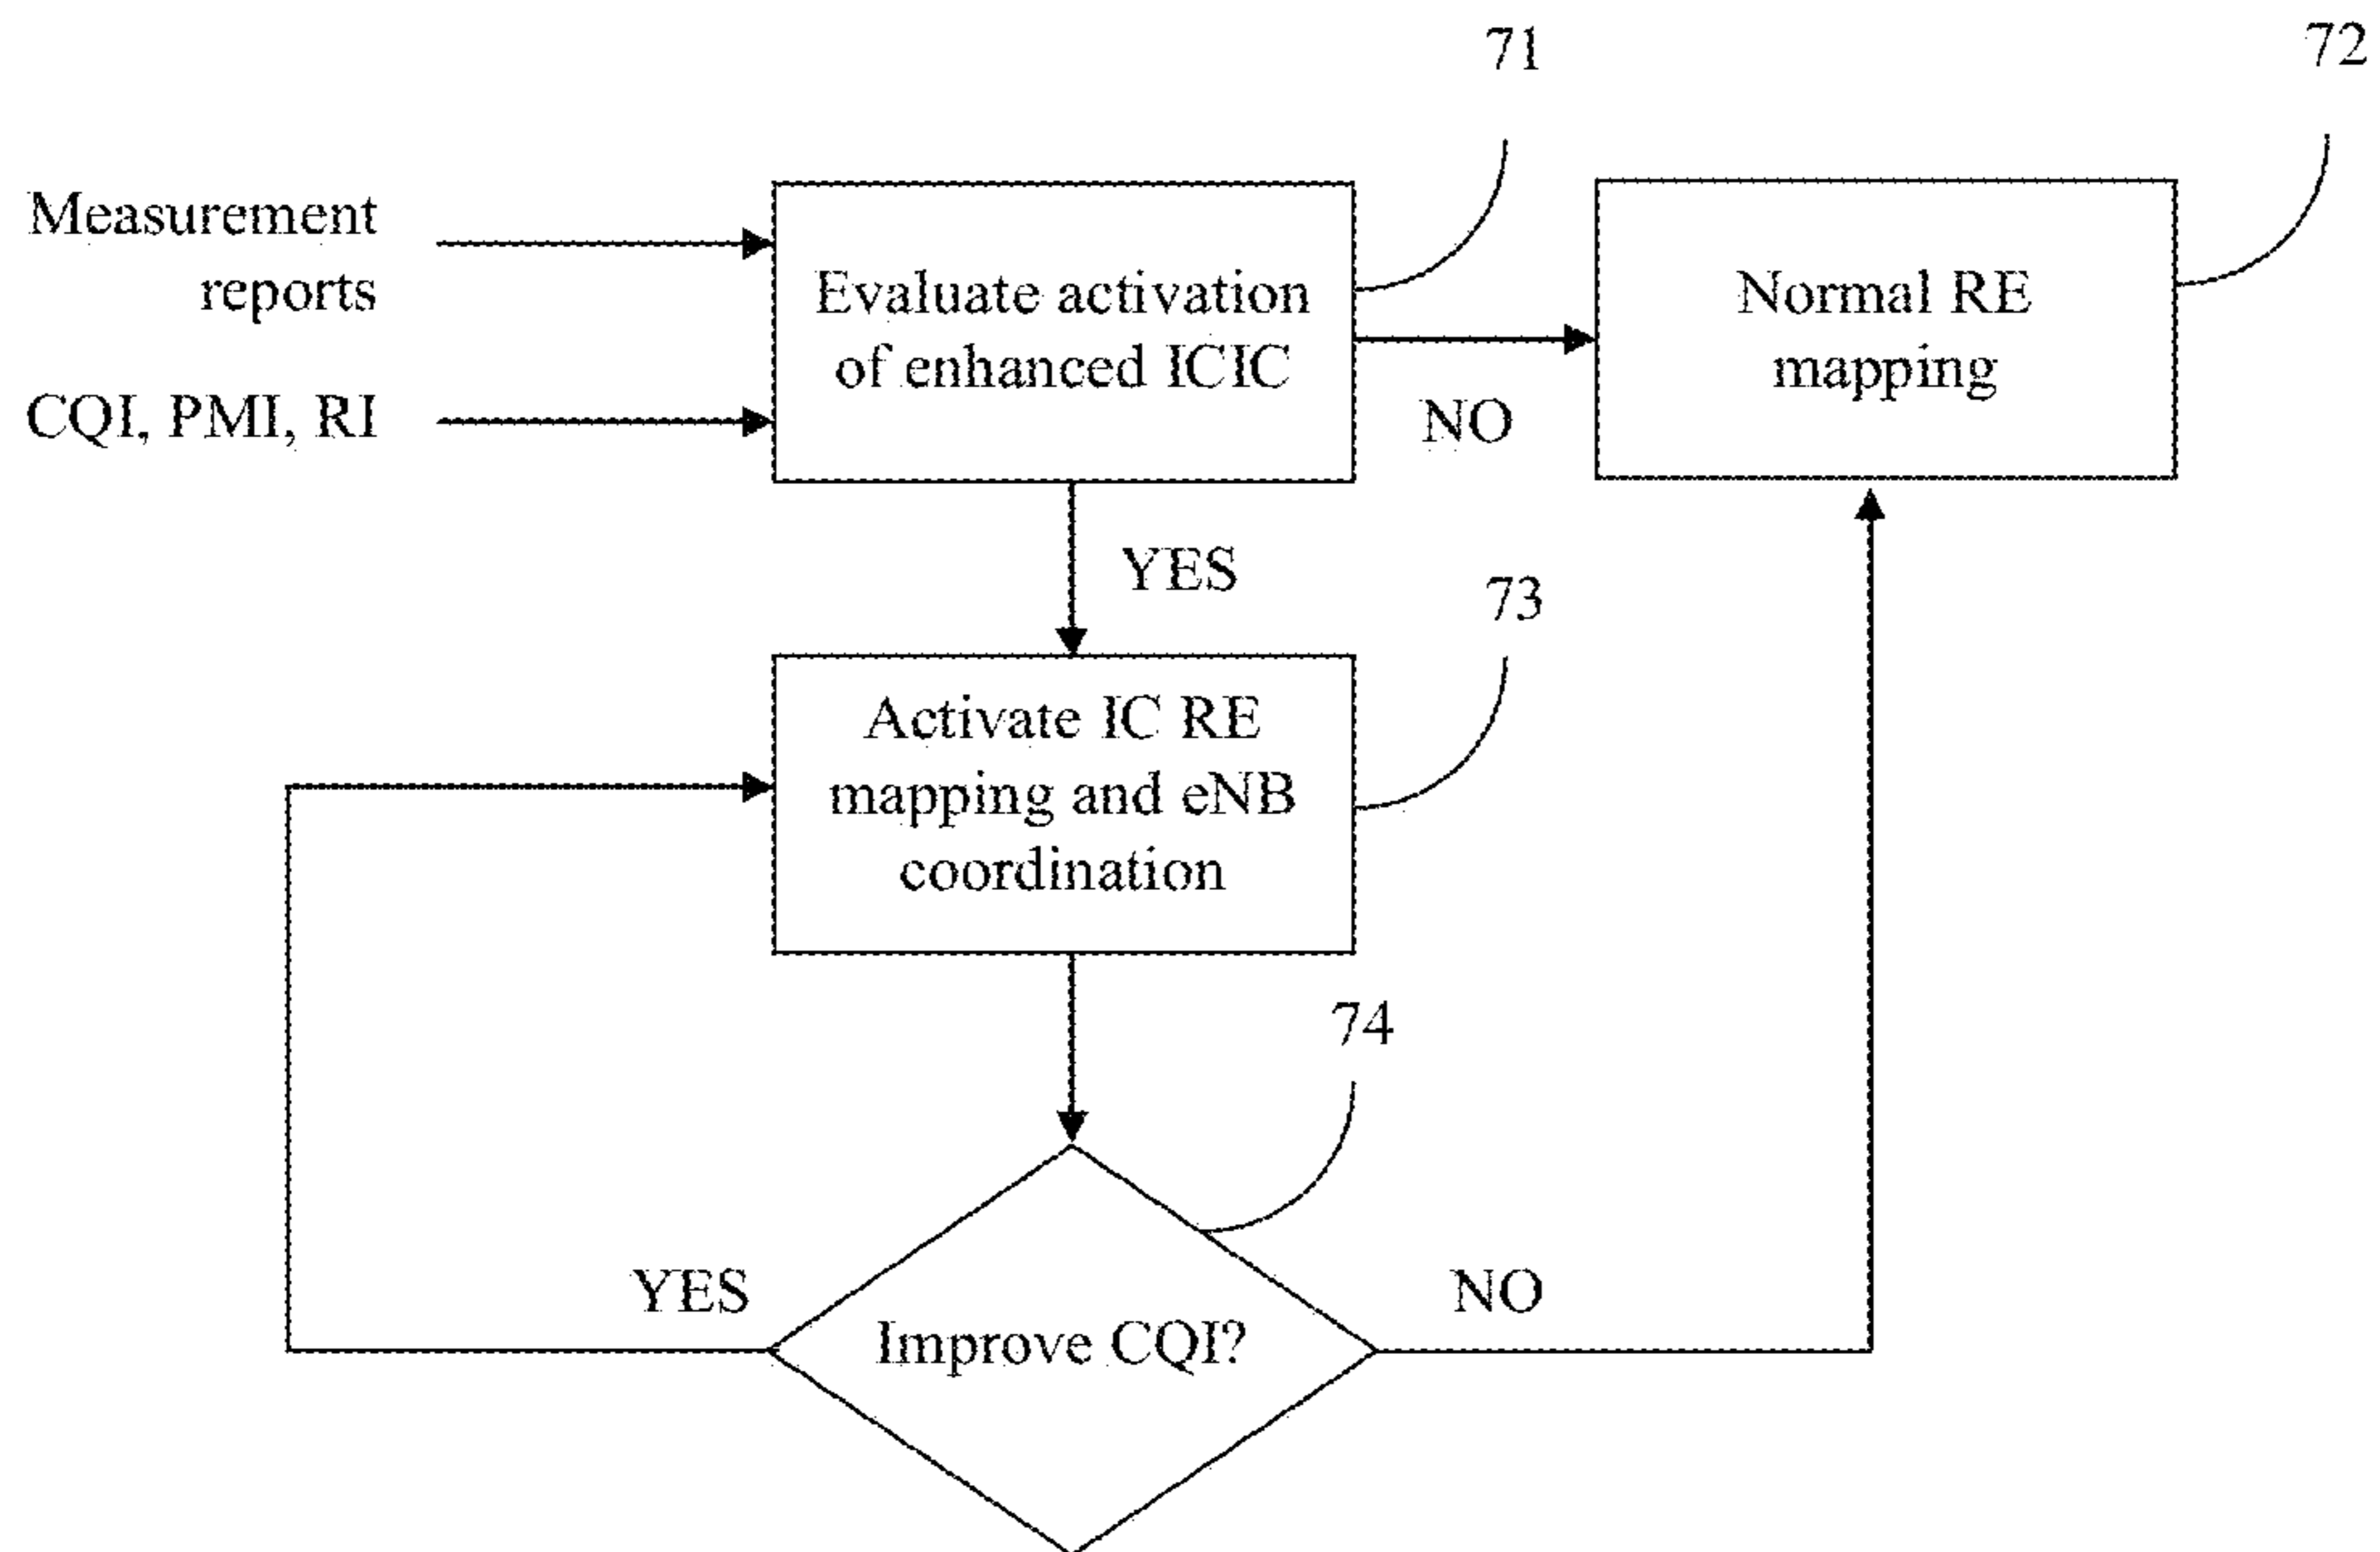 71
72
Measurement
reports
CQI, PMI, RI
Evaluate activation
of enhanced ICIC
NO
Normal RE
mapping
YES
73
Activate IC RE
mapping and eNB
coordination
74
YES
NO
Improve CQI?